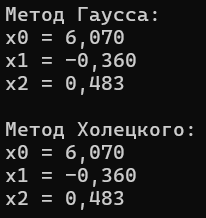 Метод Гаусса:
x0 = 6,070
x1 = -0,360
x2 = 0,483
Метод Холецкого:
x0 = 6,070
x1 = -0,360
x2 = 0,483